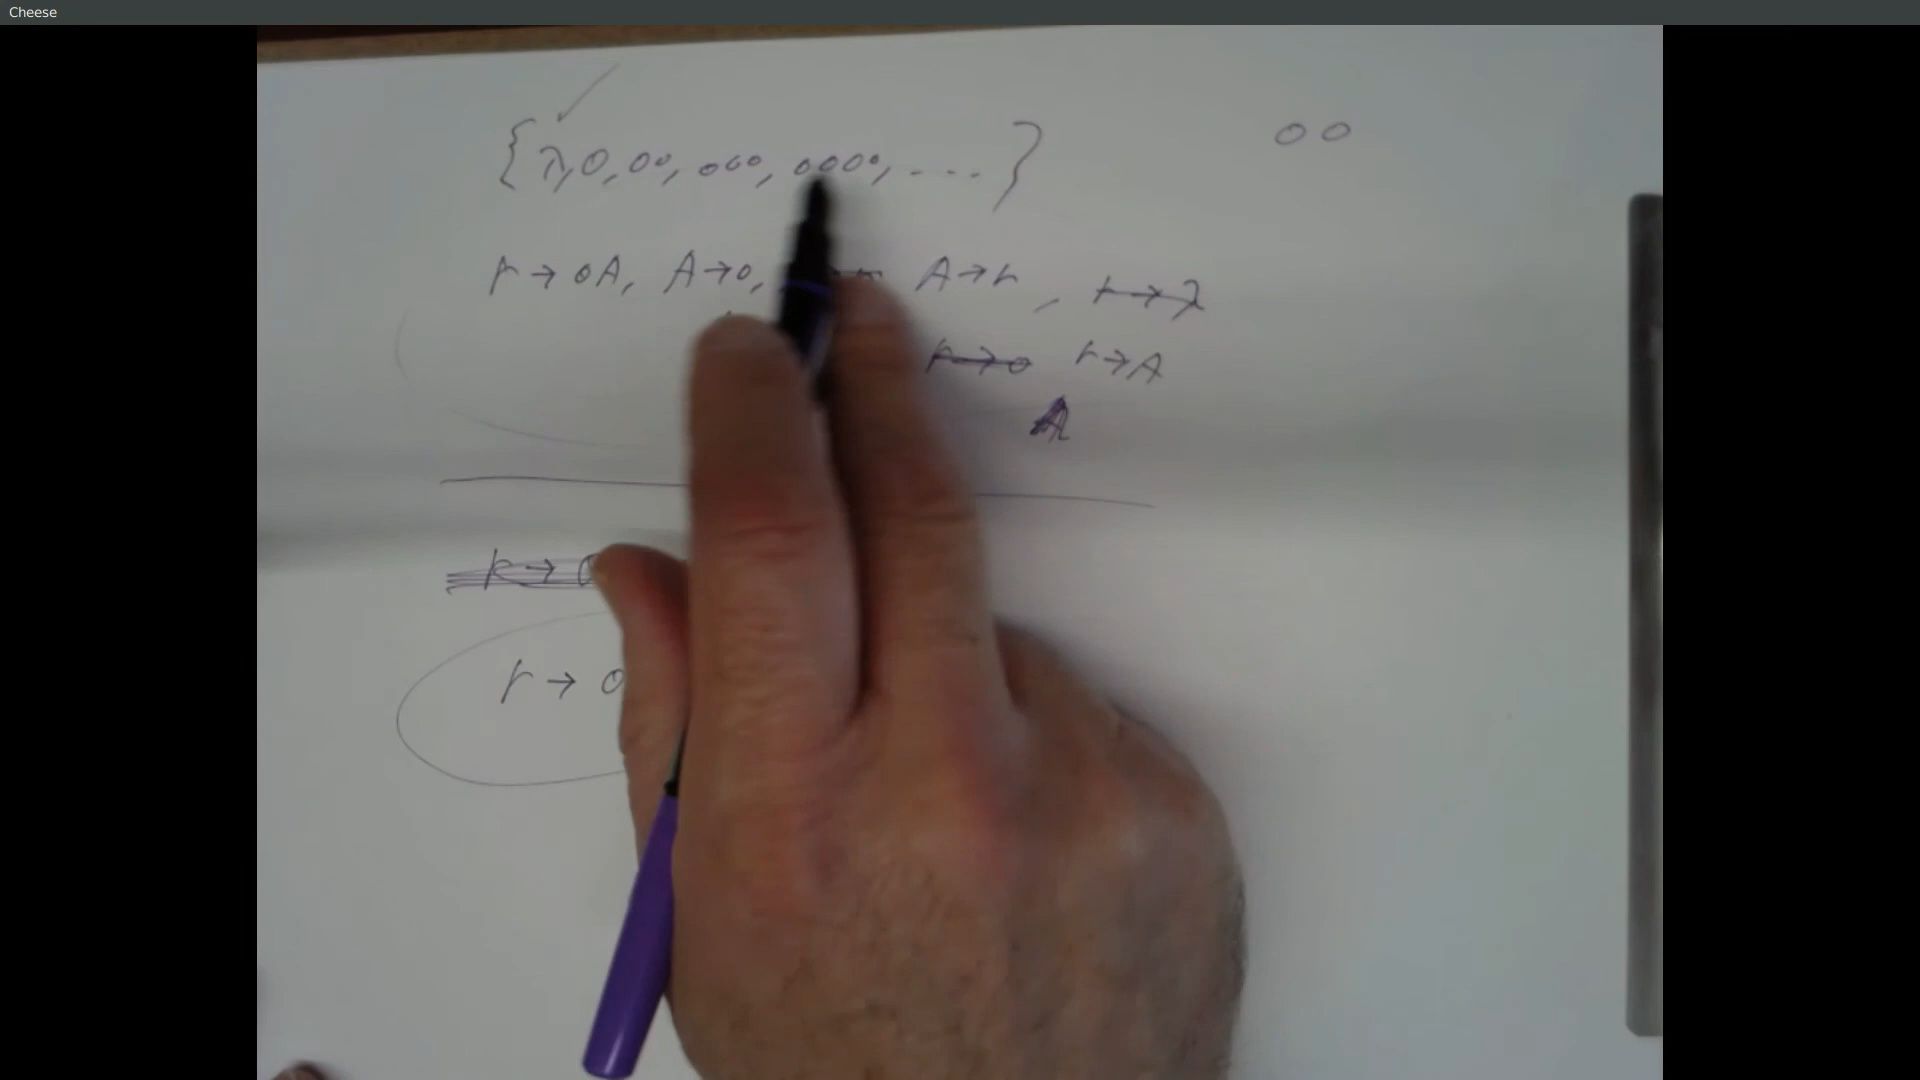 Cheese
{λ, 0, 00, 000, 0000, ....} 00
r → 0A, A → 0, A → r, r → λ
r → 0 r → A
A
r → 0
r → 0